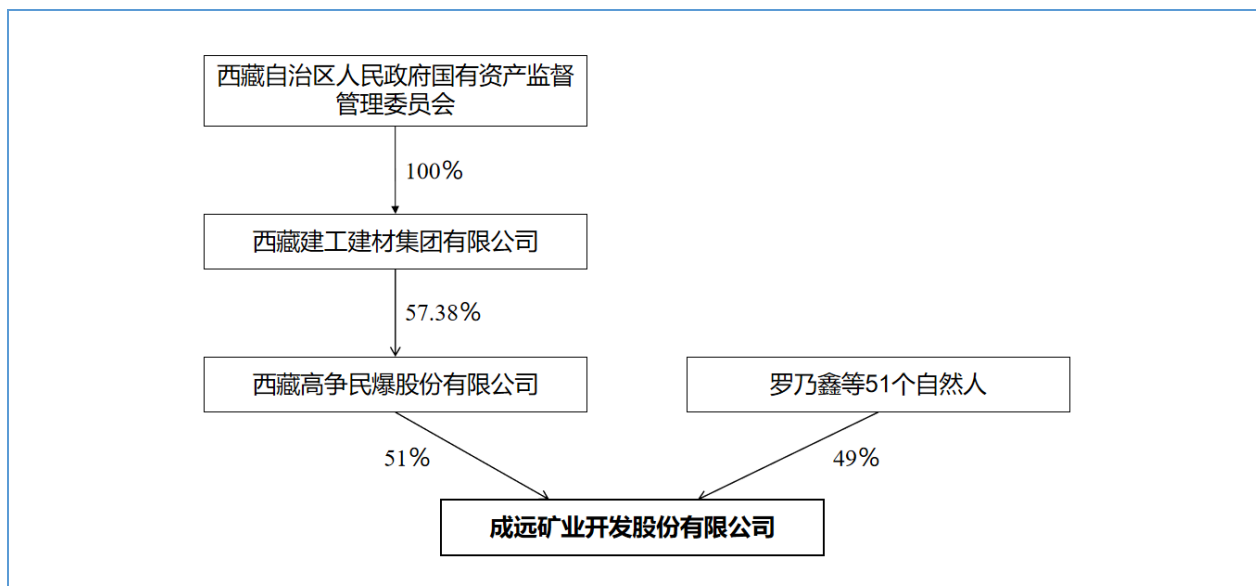 西藏自治区人民政府国有资产监督
管理委员会
100%
西藏建工建材集团有限公司
57.38%
西藏高争民爆股份有限公司
罗乃鑫等51个自然人
51%
49%
成远矿业开发股份有限公司